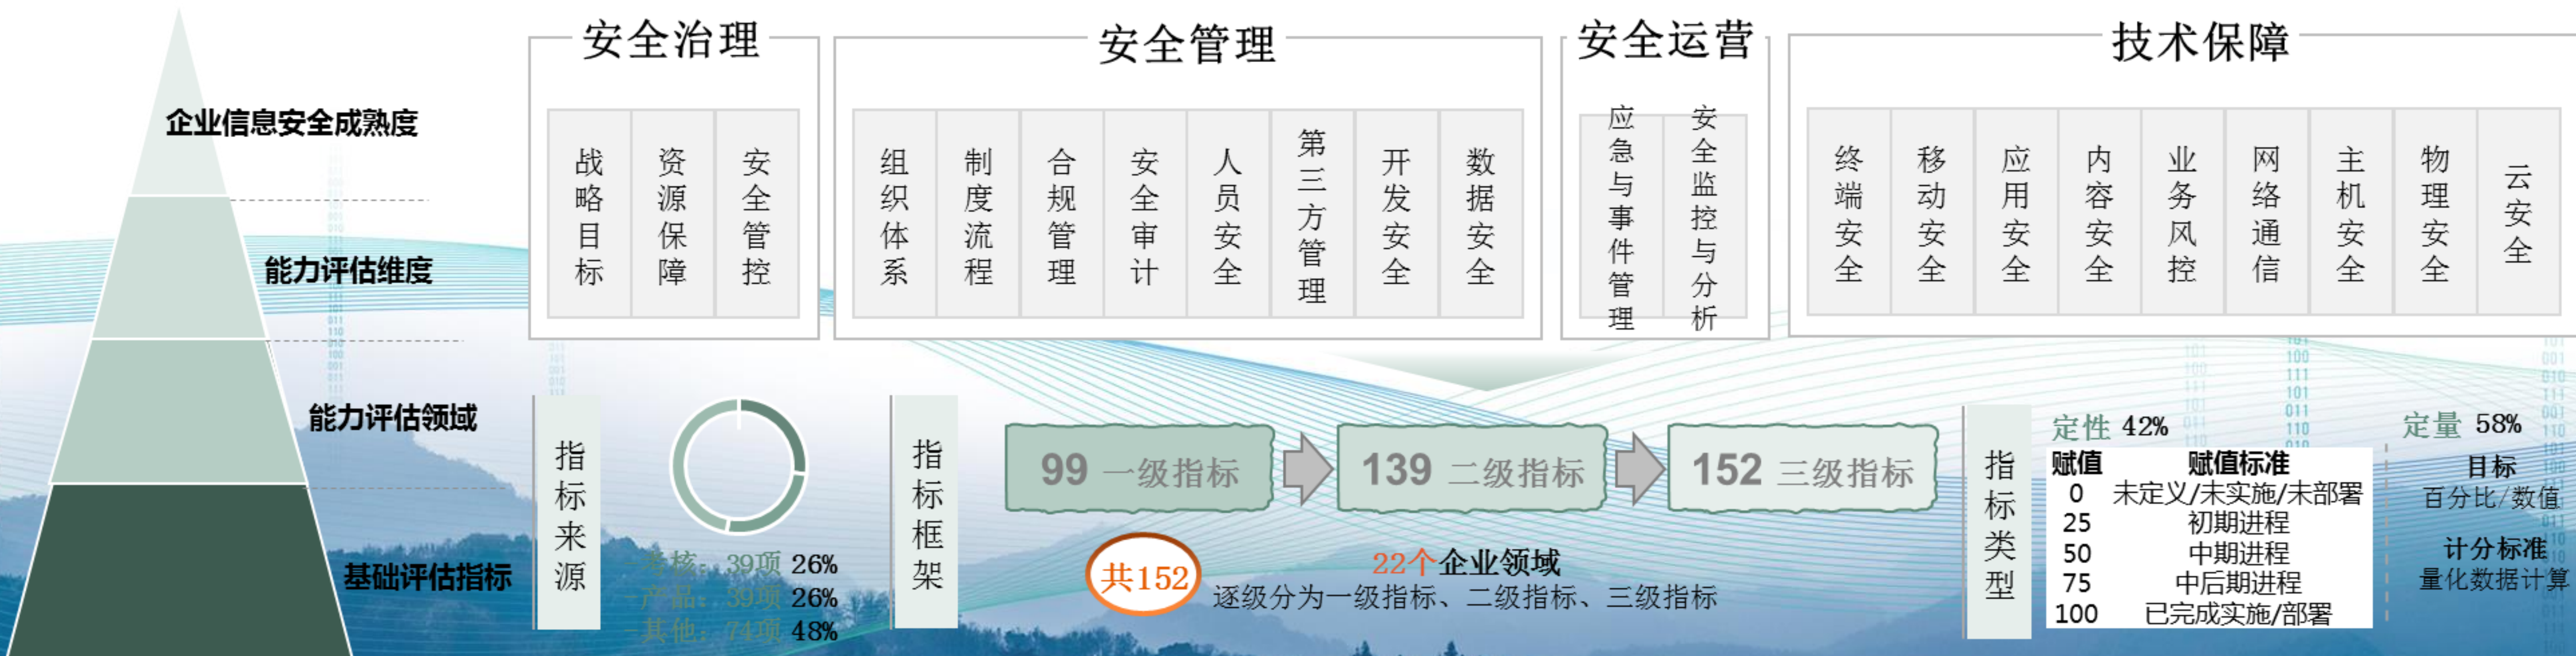 企业信息安全成熟度
能力评估维度
能力评估领域
基础评估指标
安全治理
战略目标
资源保障
安全管控
安全管理
组织体系
制度流程
合规管理
安全审计
人员安全
第三方管理
开发安全
数据安全
安全运营
应急与事件管理
安全监控与分析
技术保障
终端安全
移动安全
应用安全
内容安全
业务风控
网络通信
主机安全
物理安全
云安全
指标来源
-考核：39项 26%
-产品：39项 26%
-其他：74项 48%
指标框架
99 一级指标
139 二级指标
152 三级指标
共152
22个企业领域
逐级分为一级指标、二级指标、三级指标
指标类型
定性 42%
赋值 赋值标准
0 未定义/未实施/未部署
25 初期进程
50 中期进程
75 中后期进程
100 已完成实施/部署
定量 58%
目标
百分比/数值
计分标准
量化数据计算